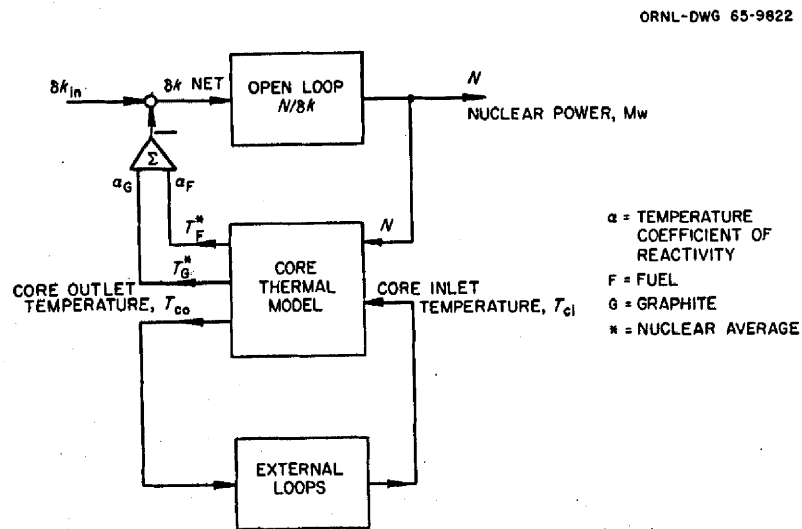 ORNL-DWG 65-9822
δk_in
δk NET
OPEN LOOP
N/δk
N
NUCLEAR POWER, Mw
Σ
α_G
α_F
T_F*
N
T_G*
CORE
THERMAL
MODEL
CORE OUTLET
TEMPERATURE, T_co
CORE INLET
TEMPERATURE, T_ci
α = TEMPERATURE
COEFFICIENT OF
REACTIVITY
F = FUEL
G = GRAPHITE
* = NUCLEAR AVERAGE
EXTERNAL
LOOPS